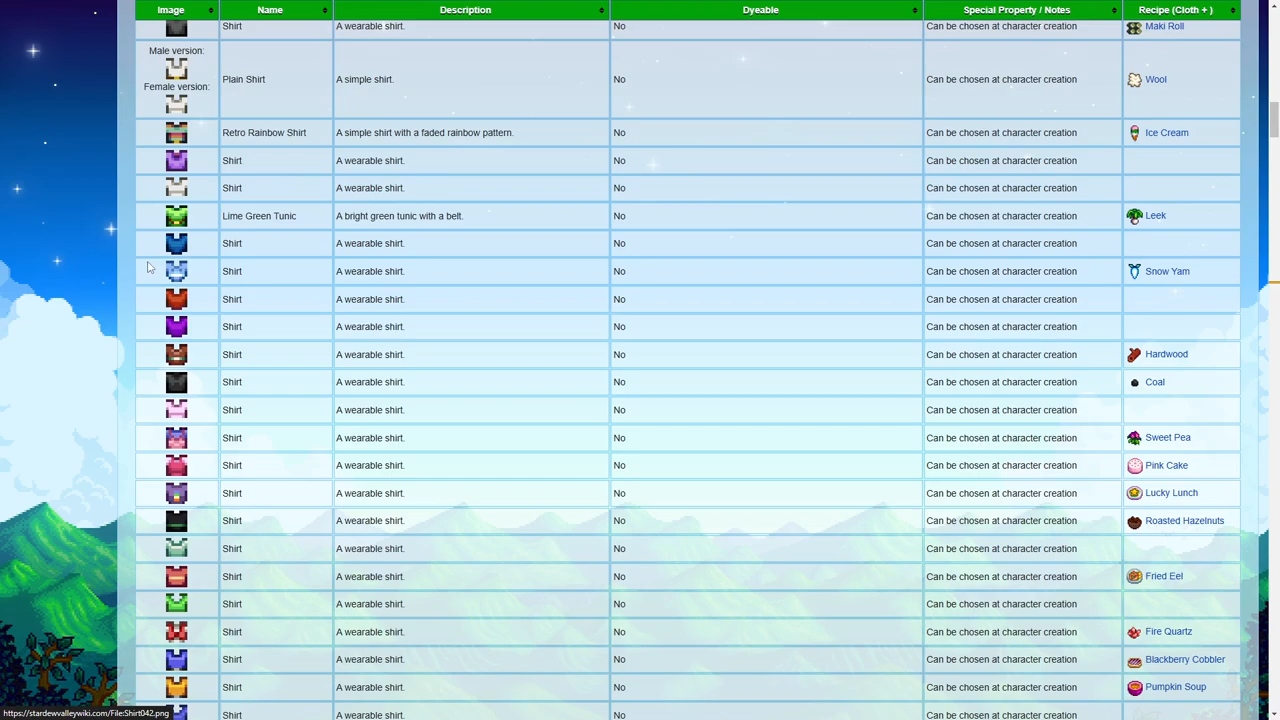 Image Name Description Dyeable Special Property / Notes Recipe (Cloth + )
Shirt No Can be chosen at character creation Maki Roll
Male version:
Female version:
Plain Shirt A simple shirt. No Can be chosen at character creation Wool
Retro Rainbow Shirt A simple shirt with a faded rainbow pattern. No Can be chosen at character creation Ice Cream
Shirt A wearable shirt. No Can be chosen at character creation
Shirt A wearable shirt. No Can be chosen at character creation
Lime Green Tunic A bright green tunic with a belt. No Can be chosen at character creation Leek
Shirt A wearable shirt. No Can be chosen at character creation
Shirt A wearable shirt. No Can be chosen at character creation Snow Yam
Shirt A wearable shirt. No Can be chosen at character creation
Shirt A wearable shirt. No Can be chosen at character creation
Shirt A wearable shirt. No Can be chosen at character creation Hardwood
Shirt A wearable shirt. No Can be chosen at character creation Coal
Shirt A wearable shirt. No Can be chosen at character creation
Shirt A wearable shirt. No Can be chosen at character creation Sweet Pea
Shirt A wearable shirt. No Can be chosen at character creation Pink Cake
Shirt A wearable shirt. No Can be chosen at character creation Lucky Lunch
Shirt A wearable shirt. No Can be chosen at character creation Roasted Hazelnuts
Shirt A wearable shirt. No Can be chosen at character creation
Shirt A wearable shirt. No Can be chosen at character creation Fried Eel
Shirt A wearable shirt. No Can be chosen at character creation
Shirt A wearable shirt. No Can be chosen at character creation Fire Quartz
Shirt A wearable shirt. No Can be chosen at character creation Blackberry Cobbler
Shirt A wearable shirt. No Can be chosen at character creation Pumpkin Soup
Shirt A wearable shirt. No Can be chosen at character creation
https://stardewvalleywiki.com/File:Shirt042.png